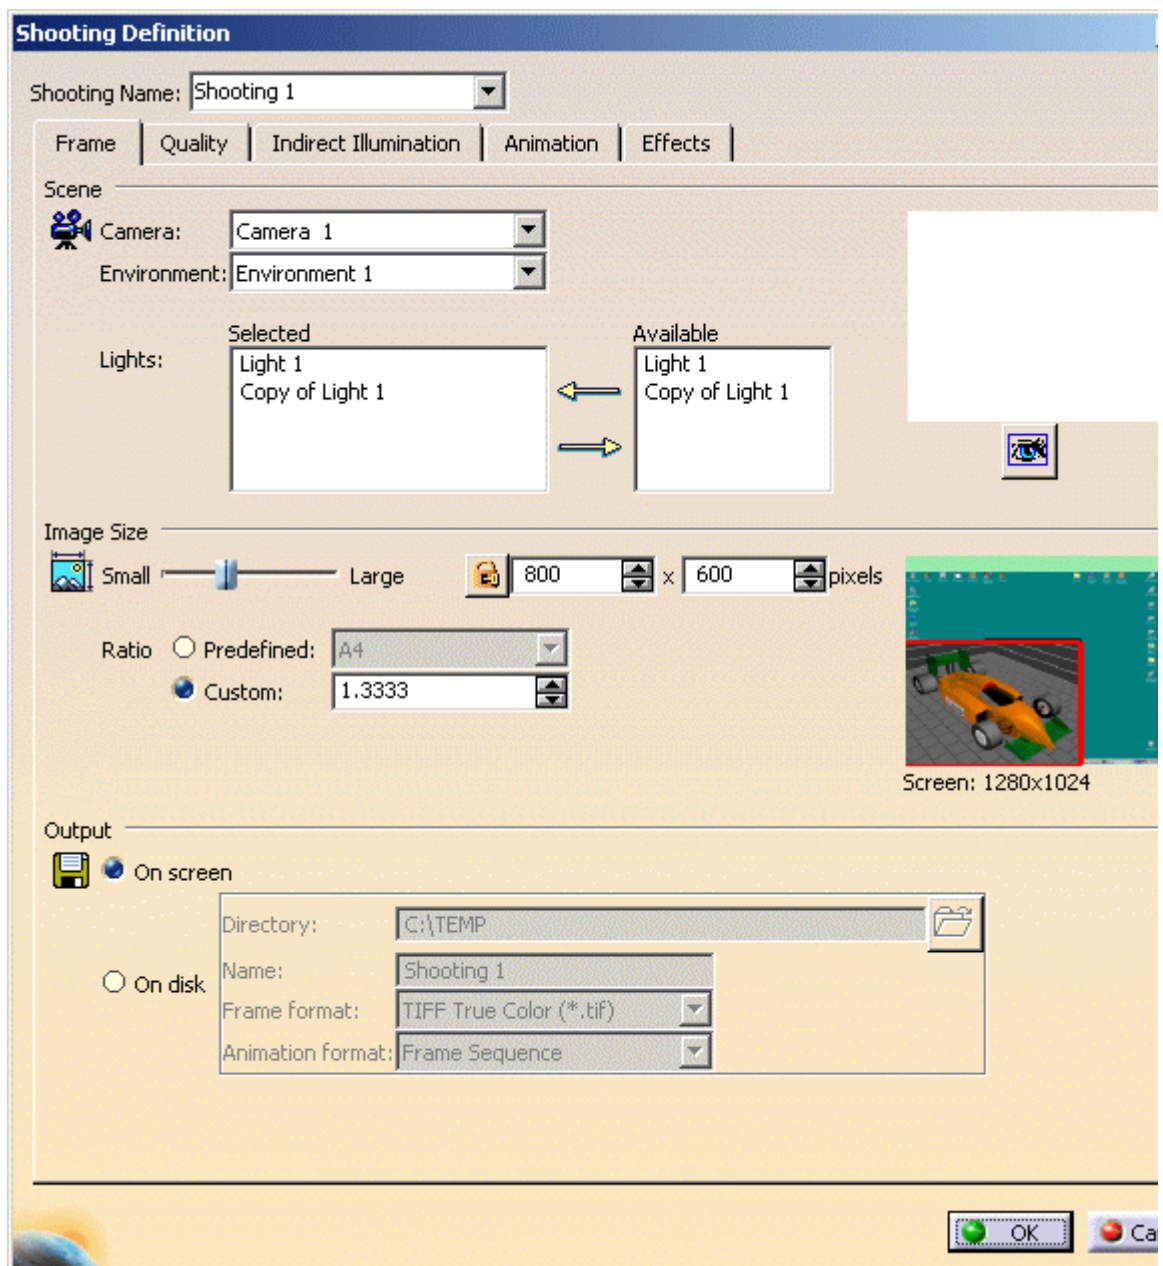 Shooting Definition
Shooting Name: Shooting 1
Frame Quality Indirect Illumination Animation Effects
Scene
Camera: Camera 1
Environment: Environment 1
Selected Available
Lights: Light 1 Light 1
Copy of Light 1 Copy of Light 1
Image Size
Small Large 800 x 600 pixels
Ratio Predefined: A4
Custom: 1.3333
Screen: 1280x1024
Output
On screen
Directory: C:\TEMP
On disk Name: Shooting 1
Frame format: TIFF True Color (*.tif)
Animation format: Frame Sequence
OK